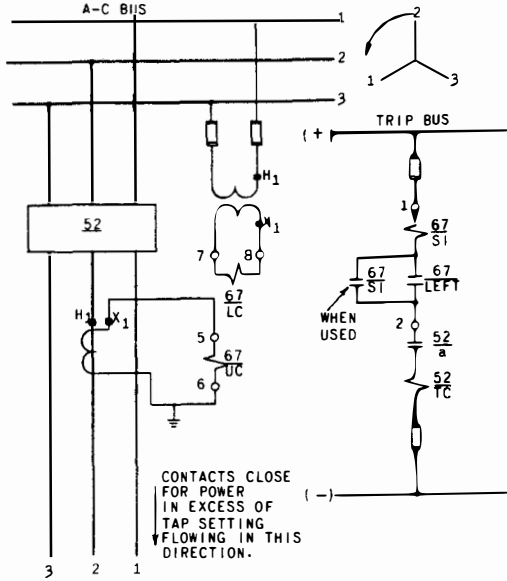 A-C BUS
1
2
3
2
1
3
TRIP BUS
(+)
H1
1
67
SI
52
X1
7
8
67
SI
67
LEFT
67
LC
WHEN
USED
2
52
a
H1
X1
5
67
UC
6
52
TC
CONTACTS CLOSE
FOR POWER
IN EXCESS OF
TAP SETTING
FLOWING IN THIS
DIRECTION.
(-)
3
2
1